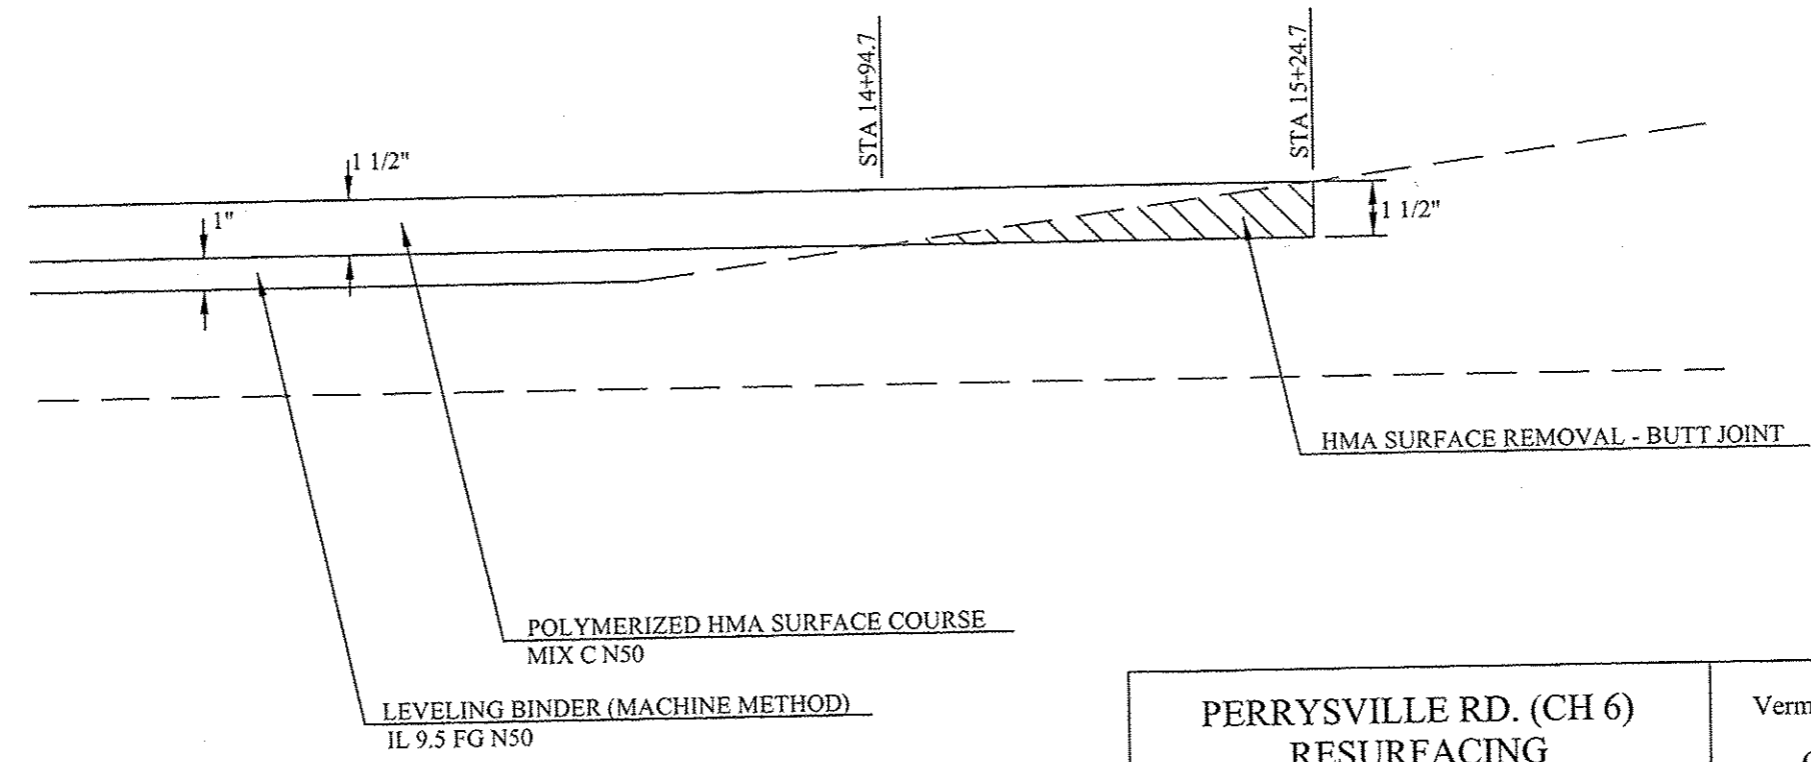 STA 14+94.7
STA 15+24.7
1 1/2"
1"
1 1/2"
HMA SURFACE REMOVAL - BUTT JOINT
POLYMERIZED HMA SURFACE COURSE
MIX C N50
LEVELING BINDER (MACHINE METHOD)
IL 9.5 FG N50
PERRYSVILLE RD. (CH 6)
RESURFACING
Verm